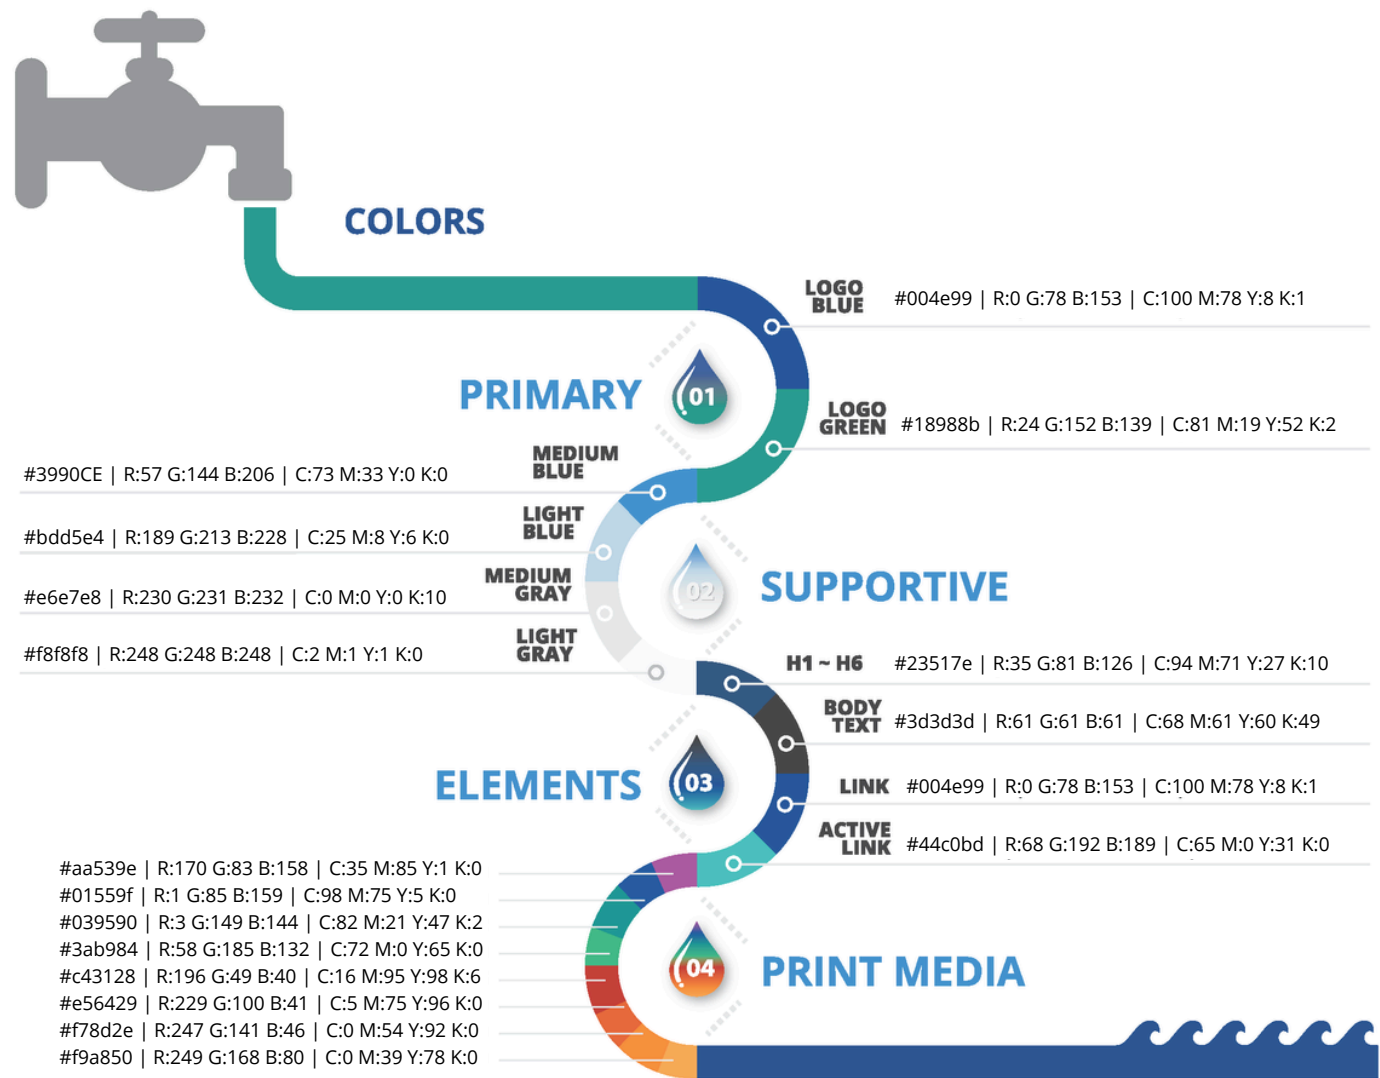 COLORS
LOGO
BLUE
#004e99 | R:0 G:78 B:153 | C:100 M:78 Y:8 K:1
PRIMARY
01
LOGO
GREEN
#18988b | R:24 G:152 B:139 | C:81 M:19 Y:52 K:2
MEDIUM
BLUE
#3990CE | R:57 G:144 B:206 | C:73 M:33 Y:0 K:0
LIGHT
BLUE
#bdd5e4 | R:189 G:213 B:228 | C:25 M:8 Y:6 K:0
MEDIUM
GRAY
#e6e7e8 | R:230 G:231 B:232 | C:0 M:0 Y:0 K:10
LIGHT
GRAY
#f8f8f8 | R:248 G:248 B:248 | C:2 M:1 Y:1 K:0
02
SUPPORTIVE
H1 ~ H6
#23517e | R:35 G:81 B:126 | C:94 M:71 Y:27 K:10
BODY
TEXT
#3d3d3d | R:61 G:61 B:61 | C:68 M:61 Y:60 K:49
ELEMENTS
03
LINK
#004e99 | R:0 G:78 B:153 | C:100 M:78 Y:8 K:1
ACTIVE
LINK
#44c0bd | R:68 G:192 B:189 | C:65 M:0 Y:31 K:0
#aa539e | R:170 G:83 B:158 | C:35 M:85 Y:1 K:0
#01559f | R:1 G:85 B:159 | C:98 M:75 Y:5 K:0
#039590 | R:3 G:149 B:144 | C:82 M:21 Y:47 K:2
#3ab984 | R:58 G:185 B:132 | C:72 M:0 Y:65 K:0
#c43128 | R:196 G:49 B:40 | C:16 M:95 Y:98 K:6
#e56429 | R:229 G:100 B:41 | C:5 M:75 Y:96 K:0
#f78d2e | R:247 G:141 B:46 | C:0 M:54 Y:92 K:0
#f9a850 | R:249 G:168 B:80 | C:0 M:39 Y:78 K:0
04
PRINT MEDIA